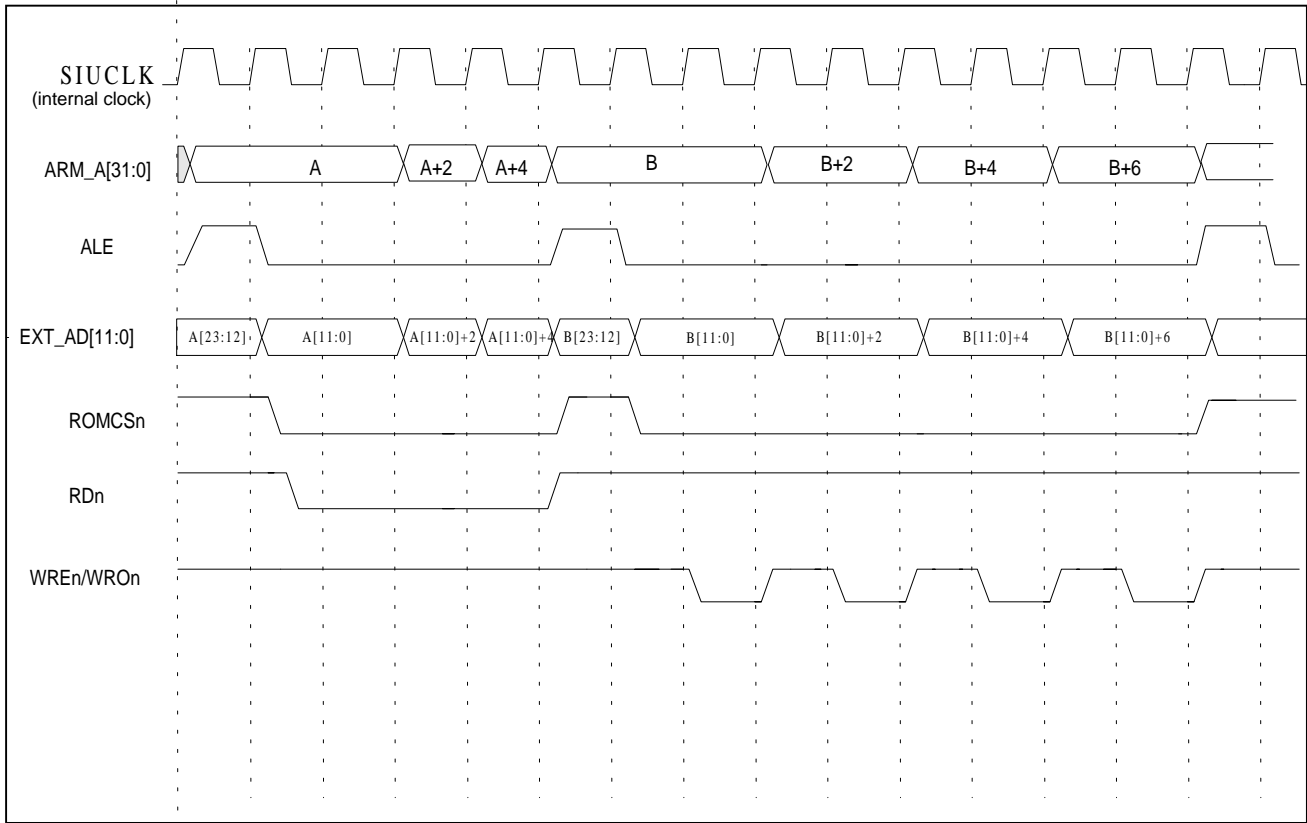 SIUCLK
(internal clock)
ARM_A[31:0]
A
A+2
A+4
B
B+2
B+4
B+6
ALE
EXT_AD[11:0]
A[23:12]
A[11:0]
A[11:0]+2
A[11:0]+4
B[23:12]
B[11:0]
B[11:0]+2
B[11:0]+4
B[11:0]+6
ROMCSn
RDn
WREn/WROn